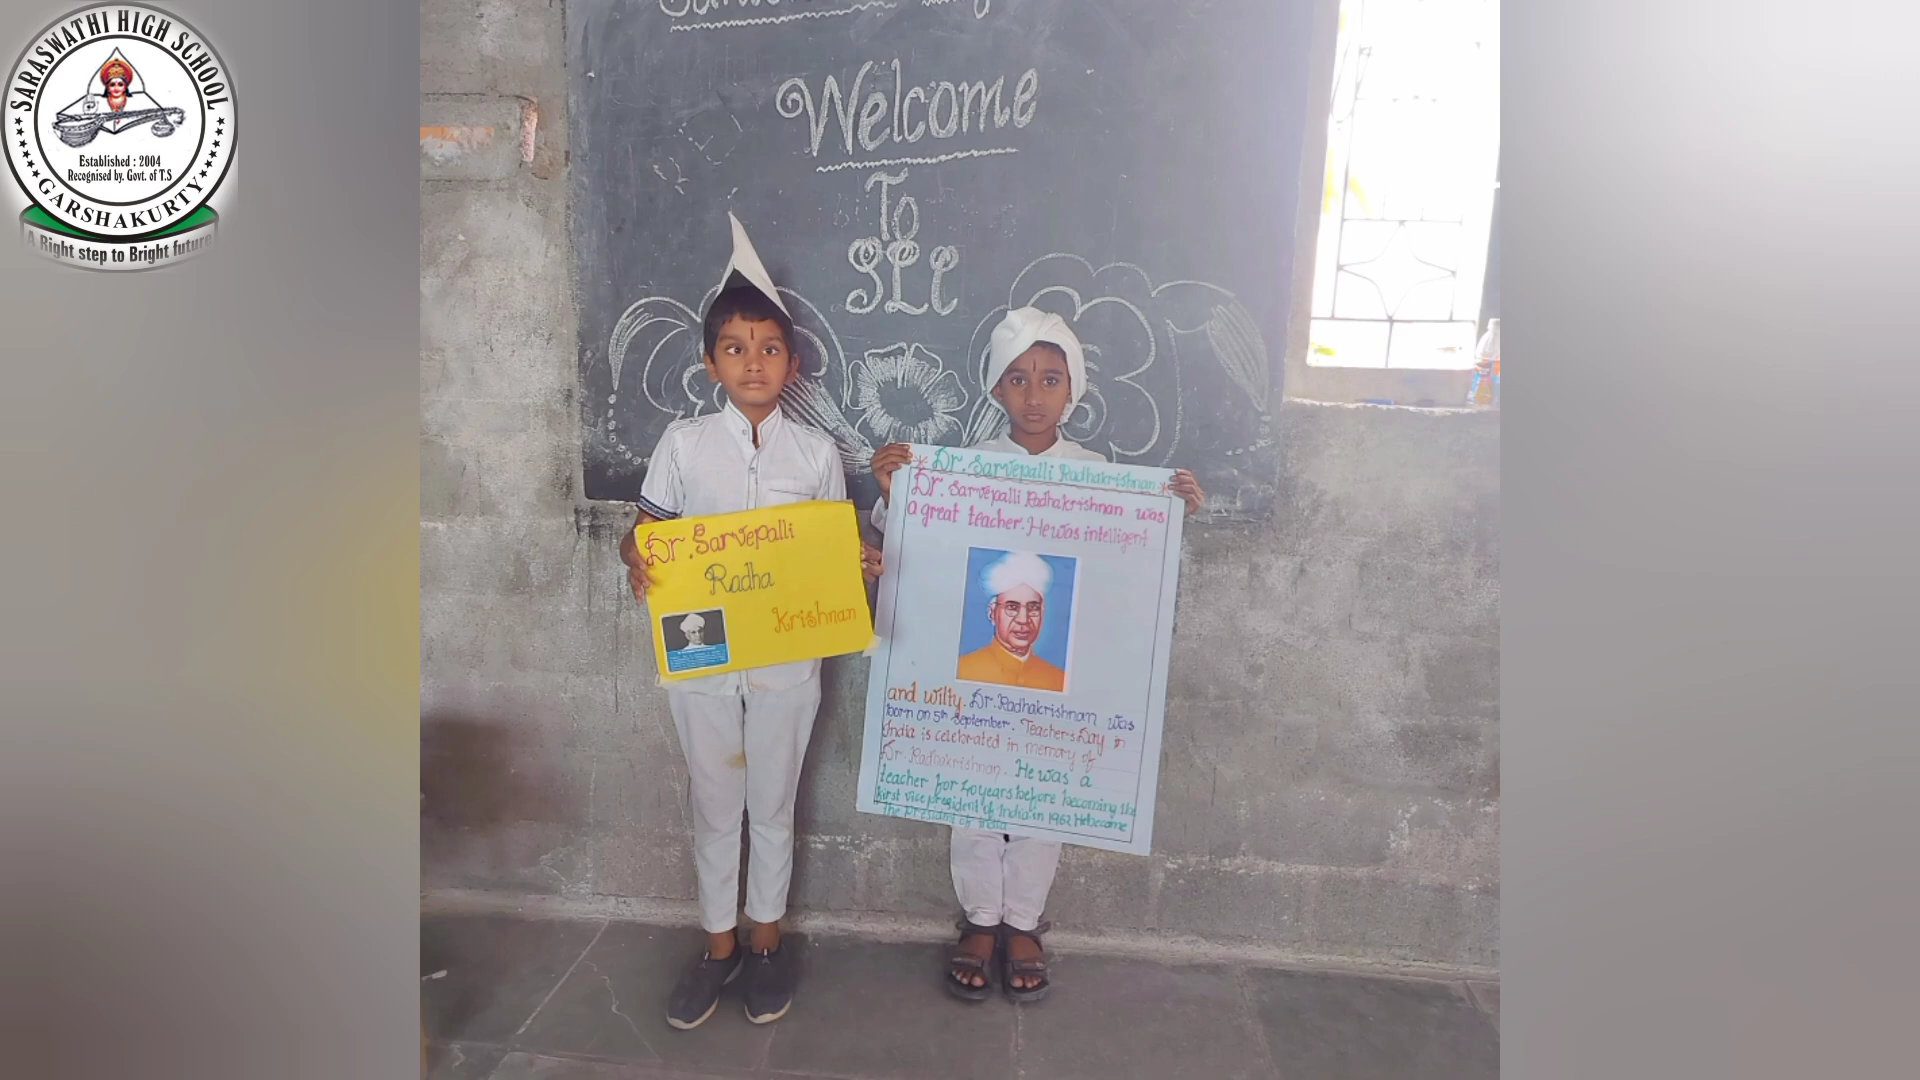 SARASWATHI HIGH SCHOOL
Established : 2004
Recognised by. Govt. of T.S
GARSHAKURTY
A Right step to Bright future
Welcome
To
SLC
Dr. Sarvepalli
Radha
Krishnan
* Dr. Sarvepalli Radhakrishnan *
Dr. Sarvepalli Radhakrishnan was
a great teacher. He was intelligent
and wilty. Dr. Radhakrishnan was
born on 5th September. Teacher's Day in
India is celebrated in memory of
Dr. Radhakrishnan. He was a
teacher for 40 years before becoming the
first vice president of India in 1962 He became
the President of India